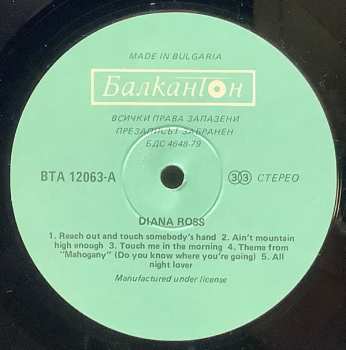 MADE IN BULGARIA
Балкантон
ВСИЧКИ ПРАВА ЗАПАЗЕНИ
ПРЕЗАПИСЪТ ЗАБРАНЕН
БДС 4648-79
ВТА 12063-А
33 СТЕРЕО
DIANA ROSS
1. Reach out and touch somebody's hand 2. Ain't mountain
high enough 3. Touch me in the morning 4. Theme from
"Mahogany" (Do you know where you're going) 5. All
night lover
Manufactured under license